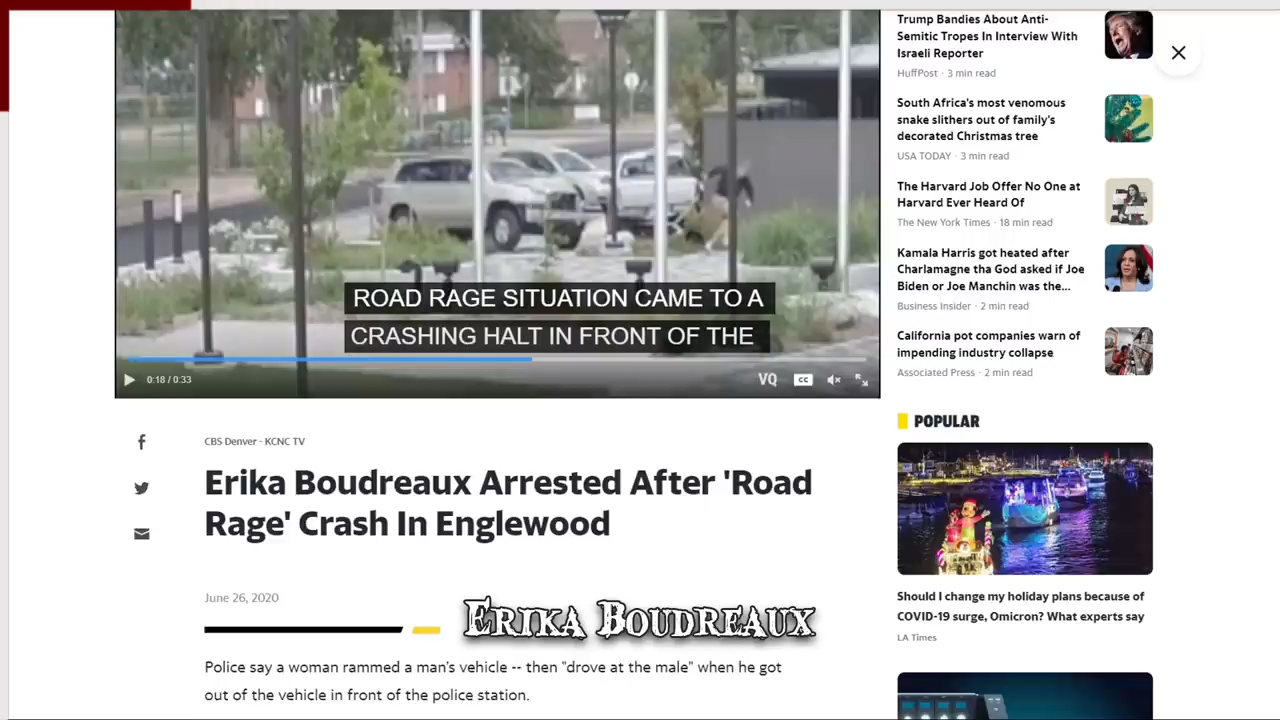 ROAD RAGE SITUATION CAME TO A
CRASHING HALT IN FRONT OF THE
0:18 / 0:33
VQ
CC
CBS Denver - KCNC TV
Erika Boudreaux Arrested After 'Road
Rage' Crash In Englewood
June 26, 2020
ERIKA BOUDREAUX
Police say a woman rammed a man's vehicle -- then "drove at the male" when he got
out of the vehicle in front of the police station.
Trump Bandies About Anti-
Semitic Tropes In Interview With
Israeli Reporter
HuffPost · 3 min read
South Africa's most venomous
snake slithers out of family's
decorated Christmas tree
USA TODAY · 3 min read
The Harvard Job Offer No One at
Harvard Ever Heard Of
The New York Times · 18 min read
Kamala Harris got heated after
Charlamagne tha God asked if Joe
Biden or Joe Manchin was the...
Business Insider · 2 min read
California pot companies warn of
impending industry collapse
Associated Press · 2 min read
POPULAR
Should I change my holiday plans because of
COVID-19 surge, Omicron? What experts say
LA Times